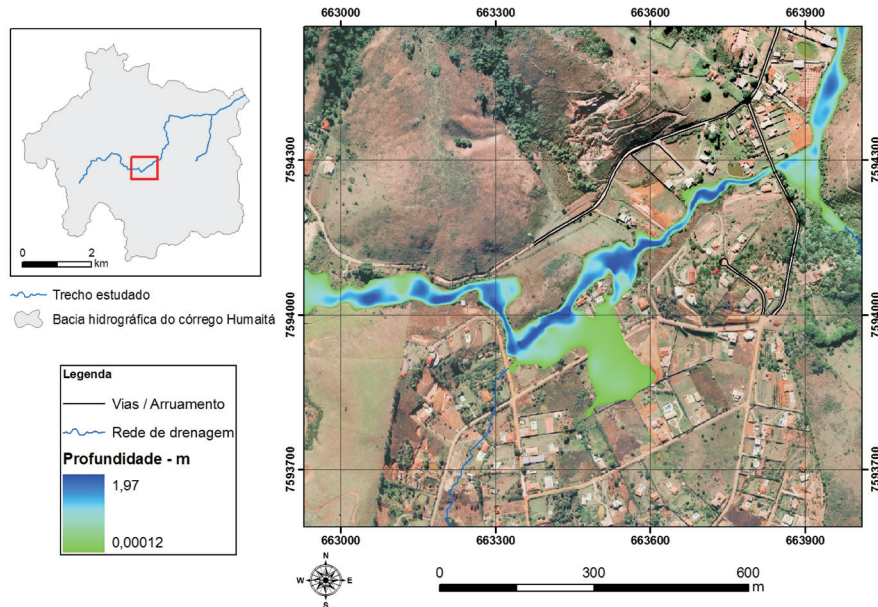 663000 663300 663600 663900
0 2
km
Trecho estudado
Bacia hidrográfica do córrego Humaitá
Legenda
Vias / Arruamento
Rede de drenagem
Profundidade - m
1,97
0,00012
7594300 7594300
7594000 7594000
7593700 7593700
663000 663300 663600 663900
N
W E
S
0 300 600
m